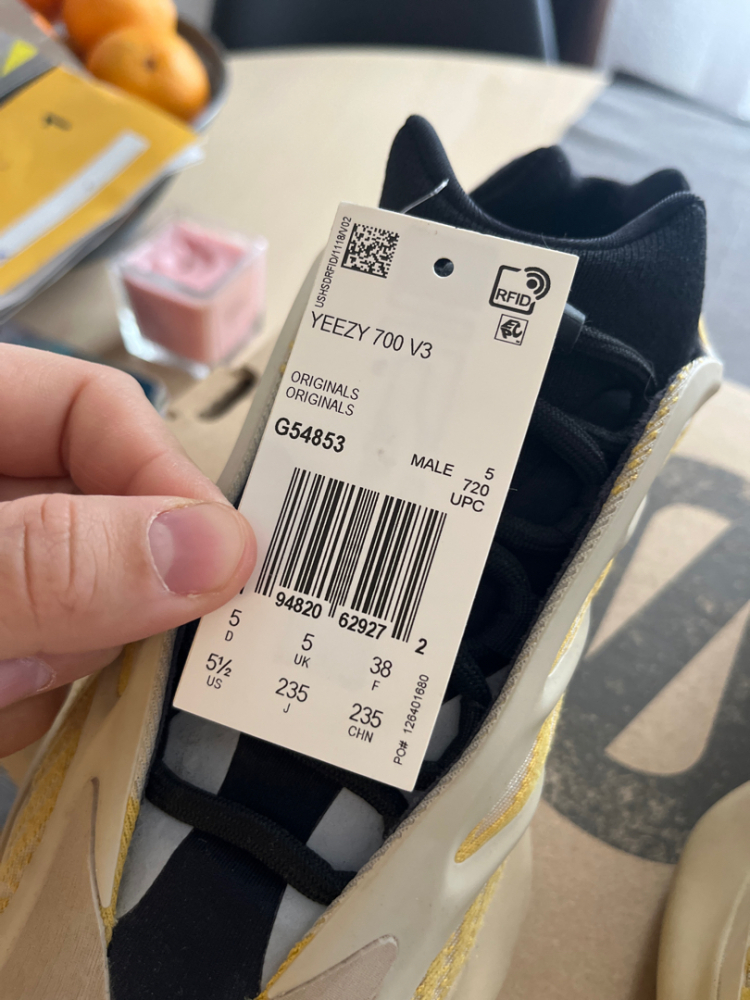 USHSDRFID/1118/V02
RFID
YEEZY 700 V3
ORIGINALS
ORIGINALS
G54853
MALE 5
720
UPC
94820 62927 2
5 5 38
D UK F
5½ 235 235
US J CHN
PO# 126401680